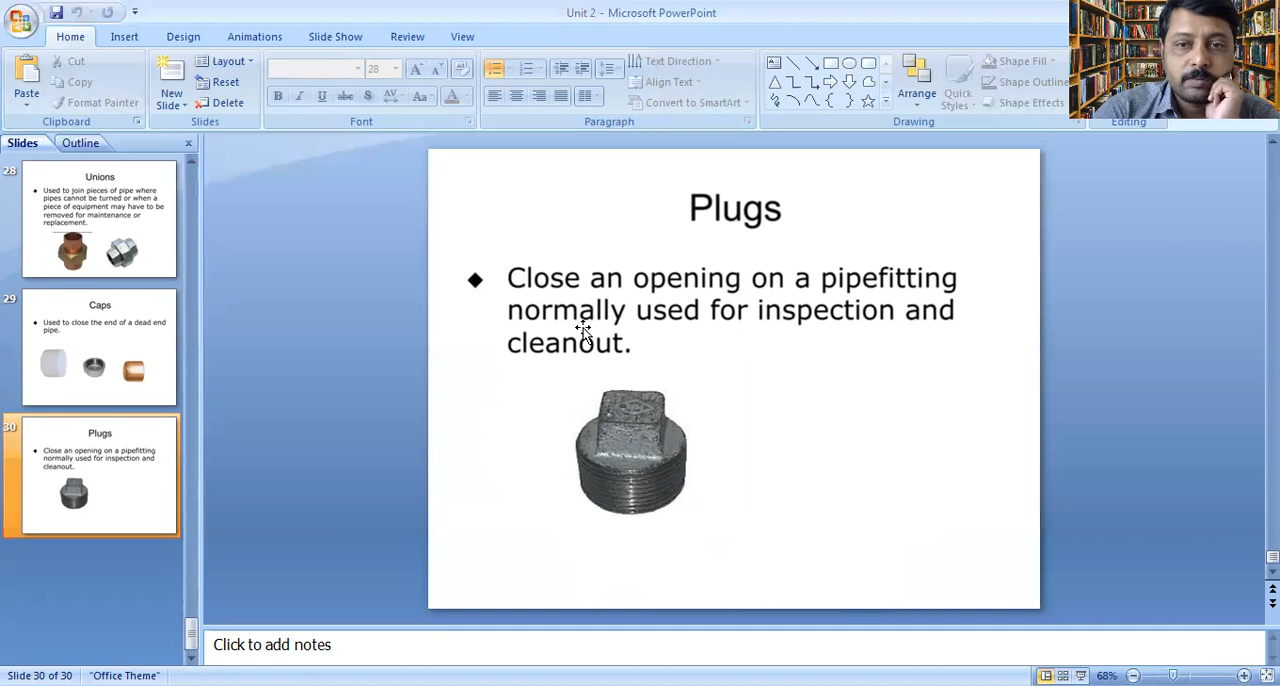 Unit 2 - Microsoft PowerPoint
Home Insert Design Animations Slide Show Review View
Paste
Cut
Copy
Format Painter
Clipboard
New Slide
Layout
Reset
Delete
Slides
28
B I U abc S AV Aa A
Font
Text Direction
Align Text
Convert to SmartArt
Paragraph
Arrange
Quick Styles
Shape Fill
Shape Outline
Shape Effects
Drawing
Editing
Slides Outline
28
Unions
Used to join pieces of pipe where
pipes cannot be turned or when a
piece of equipment may have to be
removed for maintenance or
replacement.
29
Caps
Used to close the end of a dead end
pipe.
30
Plugs
Close an opening on a pipefitting
normally used for inspection and
cleanout.
Plugs
Close an opening on a pipefitting
normally used for inspection and
cleanout.
Click to add notes
Slide 30 of 30 "Office Theme" 68%